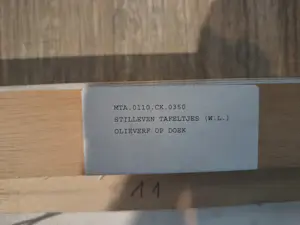 MTA.0110.CK.0360
STILLEVEN TAFELTJES (W.L.)
OLIEVERF OP DOEK
11